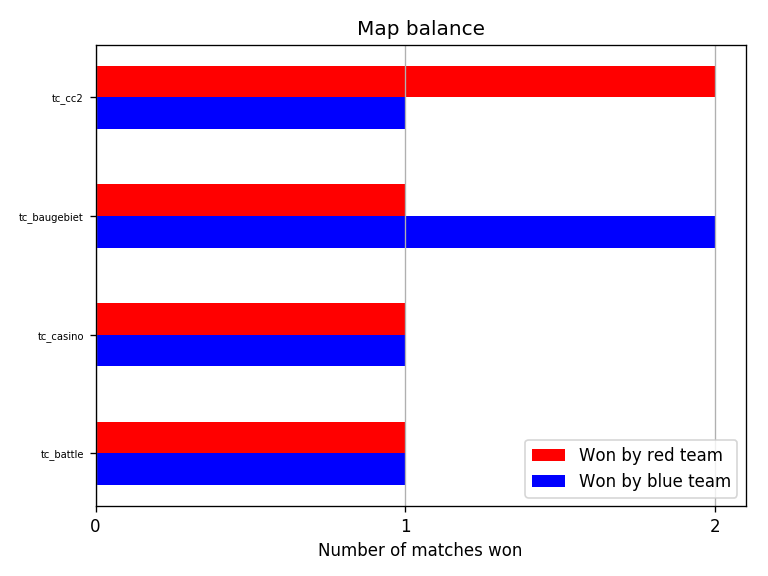 Map balance
tc_cc2
tc_baugebiet
tc_casino
tc_battle
Won by red team
Won by blue team
0 1 2
Number of matches won